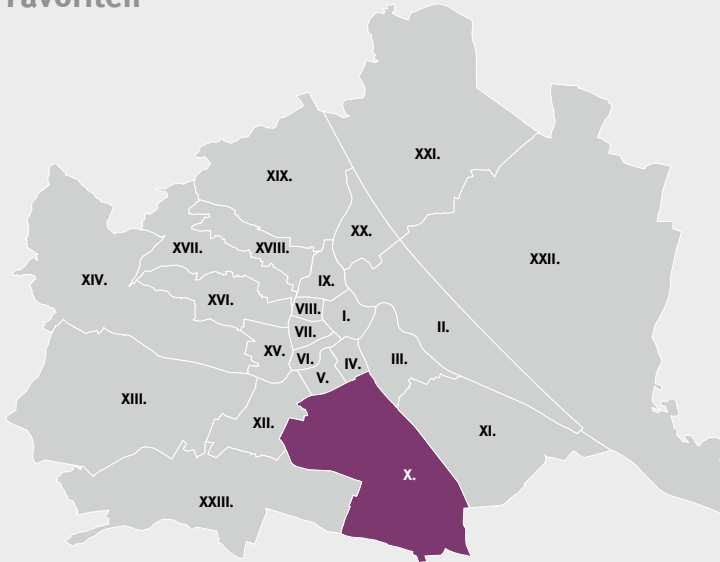 Favoriten
XXI.
XIX.
XX.
XVII.
XVIII.
XXII.
XIV.
IX.
XVI.
VIII.
I.
II.
VII.
XV.
VI.
IV.
III.
V.
XIII.
XII.
XI.
X.
XXIII.